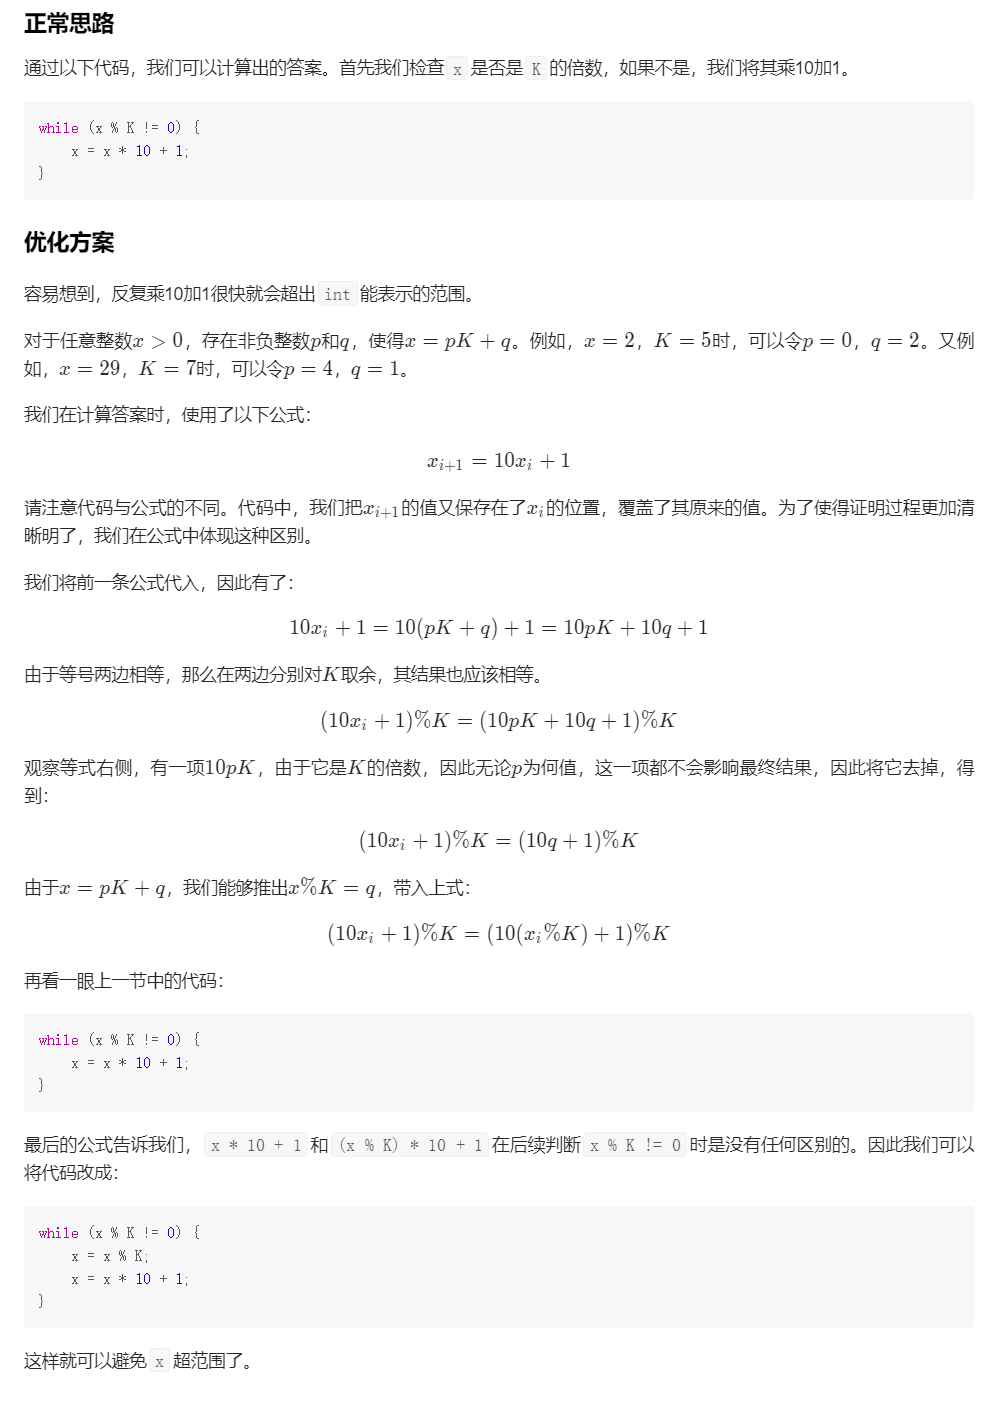 正常思路
通过以下代码，我们可以计算出的答案。首先我们检查 x 是否是 K 的倍数，如果不是，我们将其乘10加1。
while (x % K != 0) {
    x = x * 10 + 1;
}
优化方案
容易想到，反复乘10加1很快就会超出 int 能表示的范围。
对于任意整数x > 0，存在非负整数p和q，使得x = pK + q。例如，x = 2，K = 5时，可以令p = 0，q = 2。又例
如，x = 29，K = 7时，可以令p = 4，q = 1。
我们在计算答案时，使用了以下公式：
x_{i+1} = 10x_i + 1
请注意代码与公式的不同。代码中，我们把x_{i+1}的值又保存在了x_i的位置，覆盖了其原来的值。为了使得证明过程更加清
晰明了，我们在公式中体现这种区别。
我们将前一条公式代入，因此有了：
10x_i + 1 = 10(pK + q) + 1 = 10pK + 10q + 1
由于等号两边相等，那么在两边分别对K取余，其结果也应该相等。
(10x_i + 1)%K = (10pK + 10q + 1)%K
观察等式右侧，有一项10pK，由于它是K的倍数，因此无论p为何值，这一项都不会影响最终结果，因此将它去掉，得
到：
(10x_i + 1)%K = (10q + 1)%K
由于x = pK + q，我们能够推出x%K = q，带入上式：
(10x_i + 1)%K = (10(x_i%K) + 1)%K
再看一眼上一节中的代码：
while (x % K != 0) {
    x = x * 10 + 1;
}
最后的公式告诉我们， x * 10 + 1 和 (x % K) * 10 + 1 在后续判断 x % K != 0 时是没有任何区别的。因此我们可以
将代码改成：
while (x % K != 0) {
    x = x % K;
    x = x * 10 + 1;
}
这样就可以避免 x 超范围了。